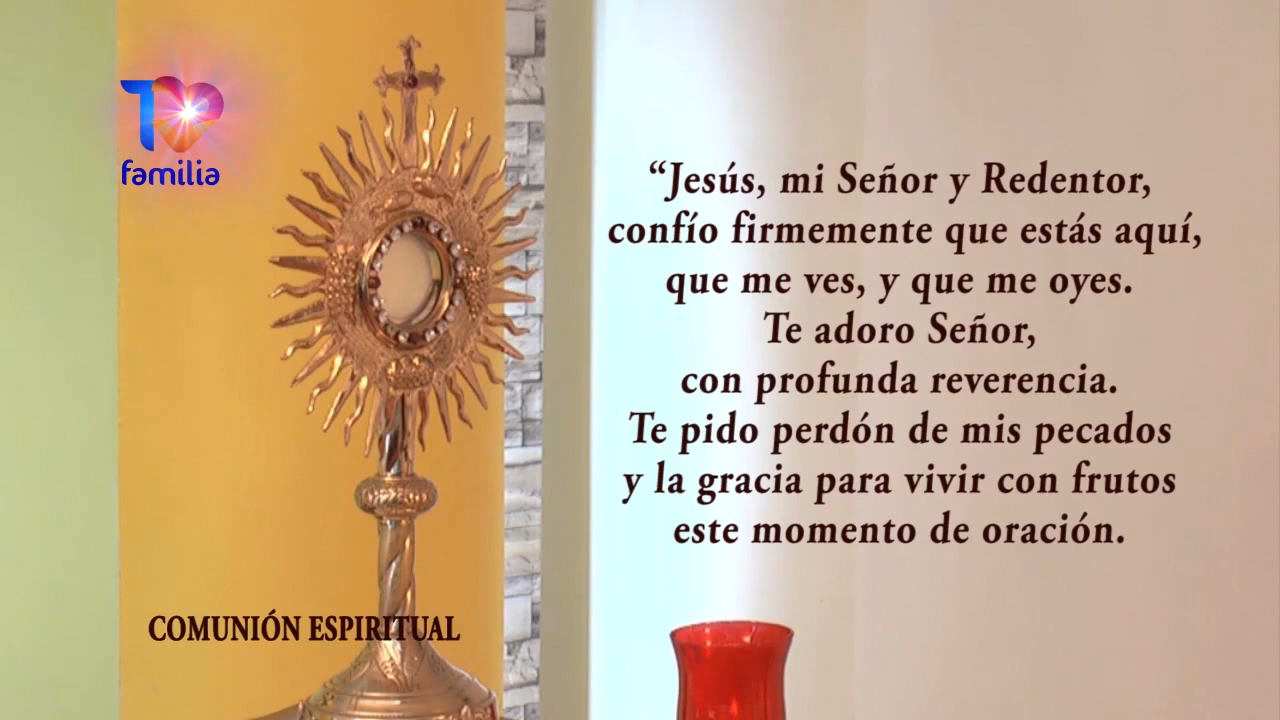 T
familia
“Jesús, mi Señor y Redentor,
confío firmemente que estás aquí,
que me ves, y que me oyes.
Te adoro Señor,
con profunda reverencia.
Te pido perdón de mis pecados
y la gracia para vivir con frutos
este momento de oración.
COMUNIÓN ESPIRITUAL